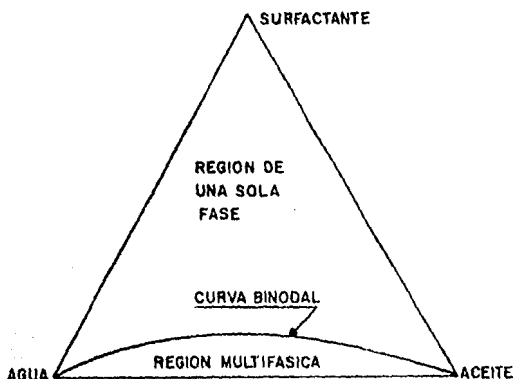 SURFACTANTE
REGION DE
UNA SOLA
FASE
CURVA BINODAL
REGION MULTIFASICA
AGUA
ACEITE